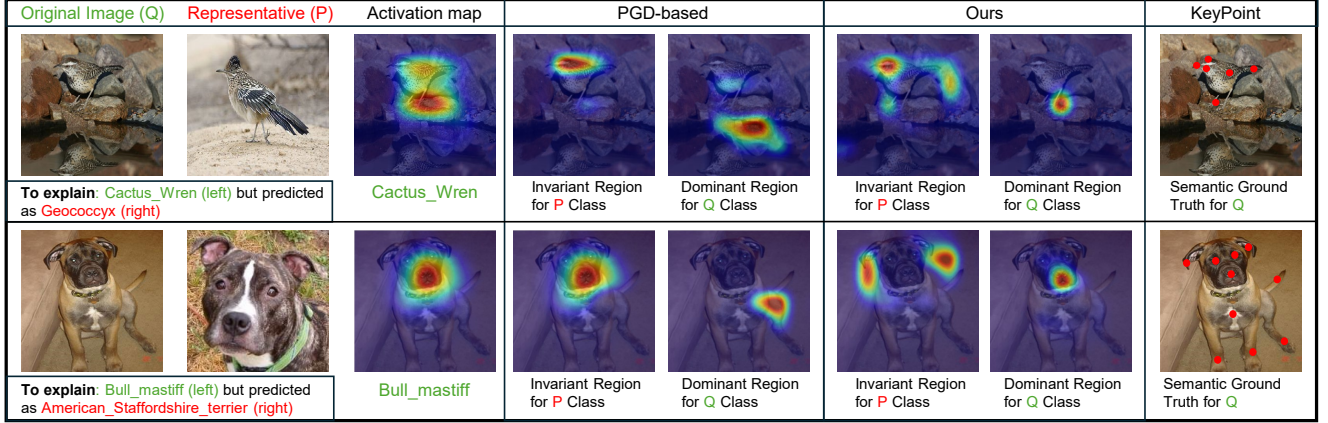 Original Image (Q) Representative (P) Activation map PGD-based Ours KeyPoint
To explain: Cactus_Wren (left) but predicted
as Geococcyx (right)
Cactus_Wren
Invariant Region
for P Class
Dominant Region
for Q Class
Invariant Region
for P Class
Dominant Region
for Q Class
Semantic Ground
Truth for Q
To explain: Bull_mastiff (left) but predicted
as American_Staffordshire_terrier (right)
Bull_mastiff
Invariant Region
for P Class
Dominant Region
for Q Class
Invariant Region
for P Class
Dominant Region
for Q Class
Semantic Ground
Truth for Q